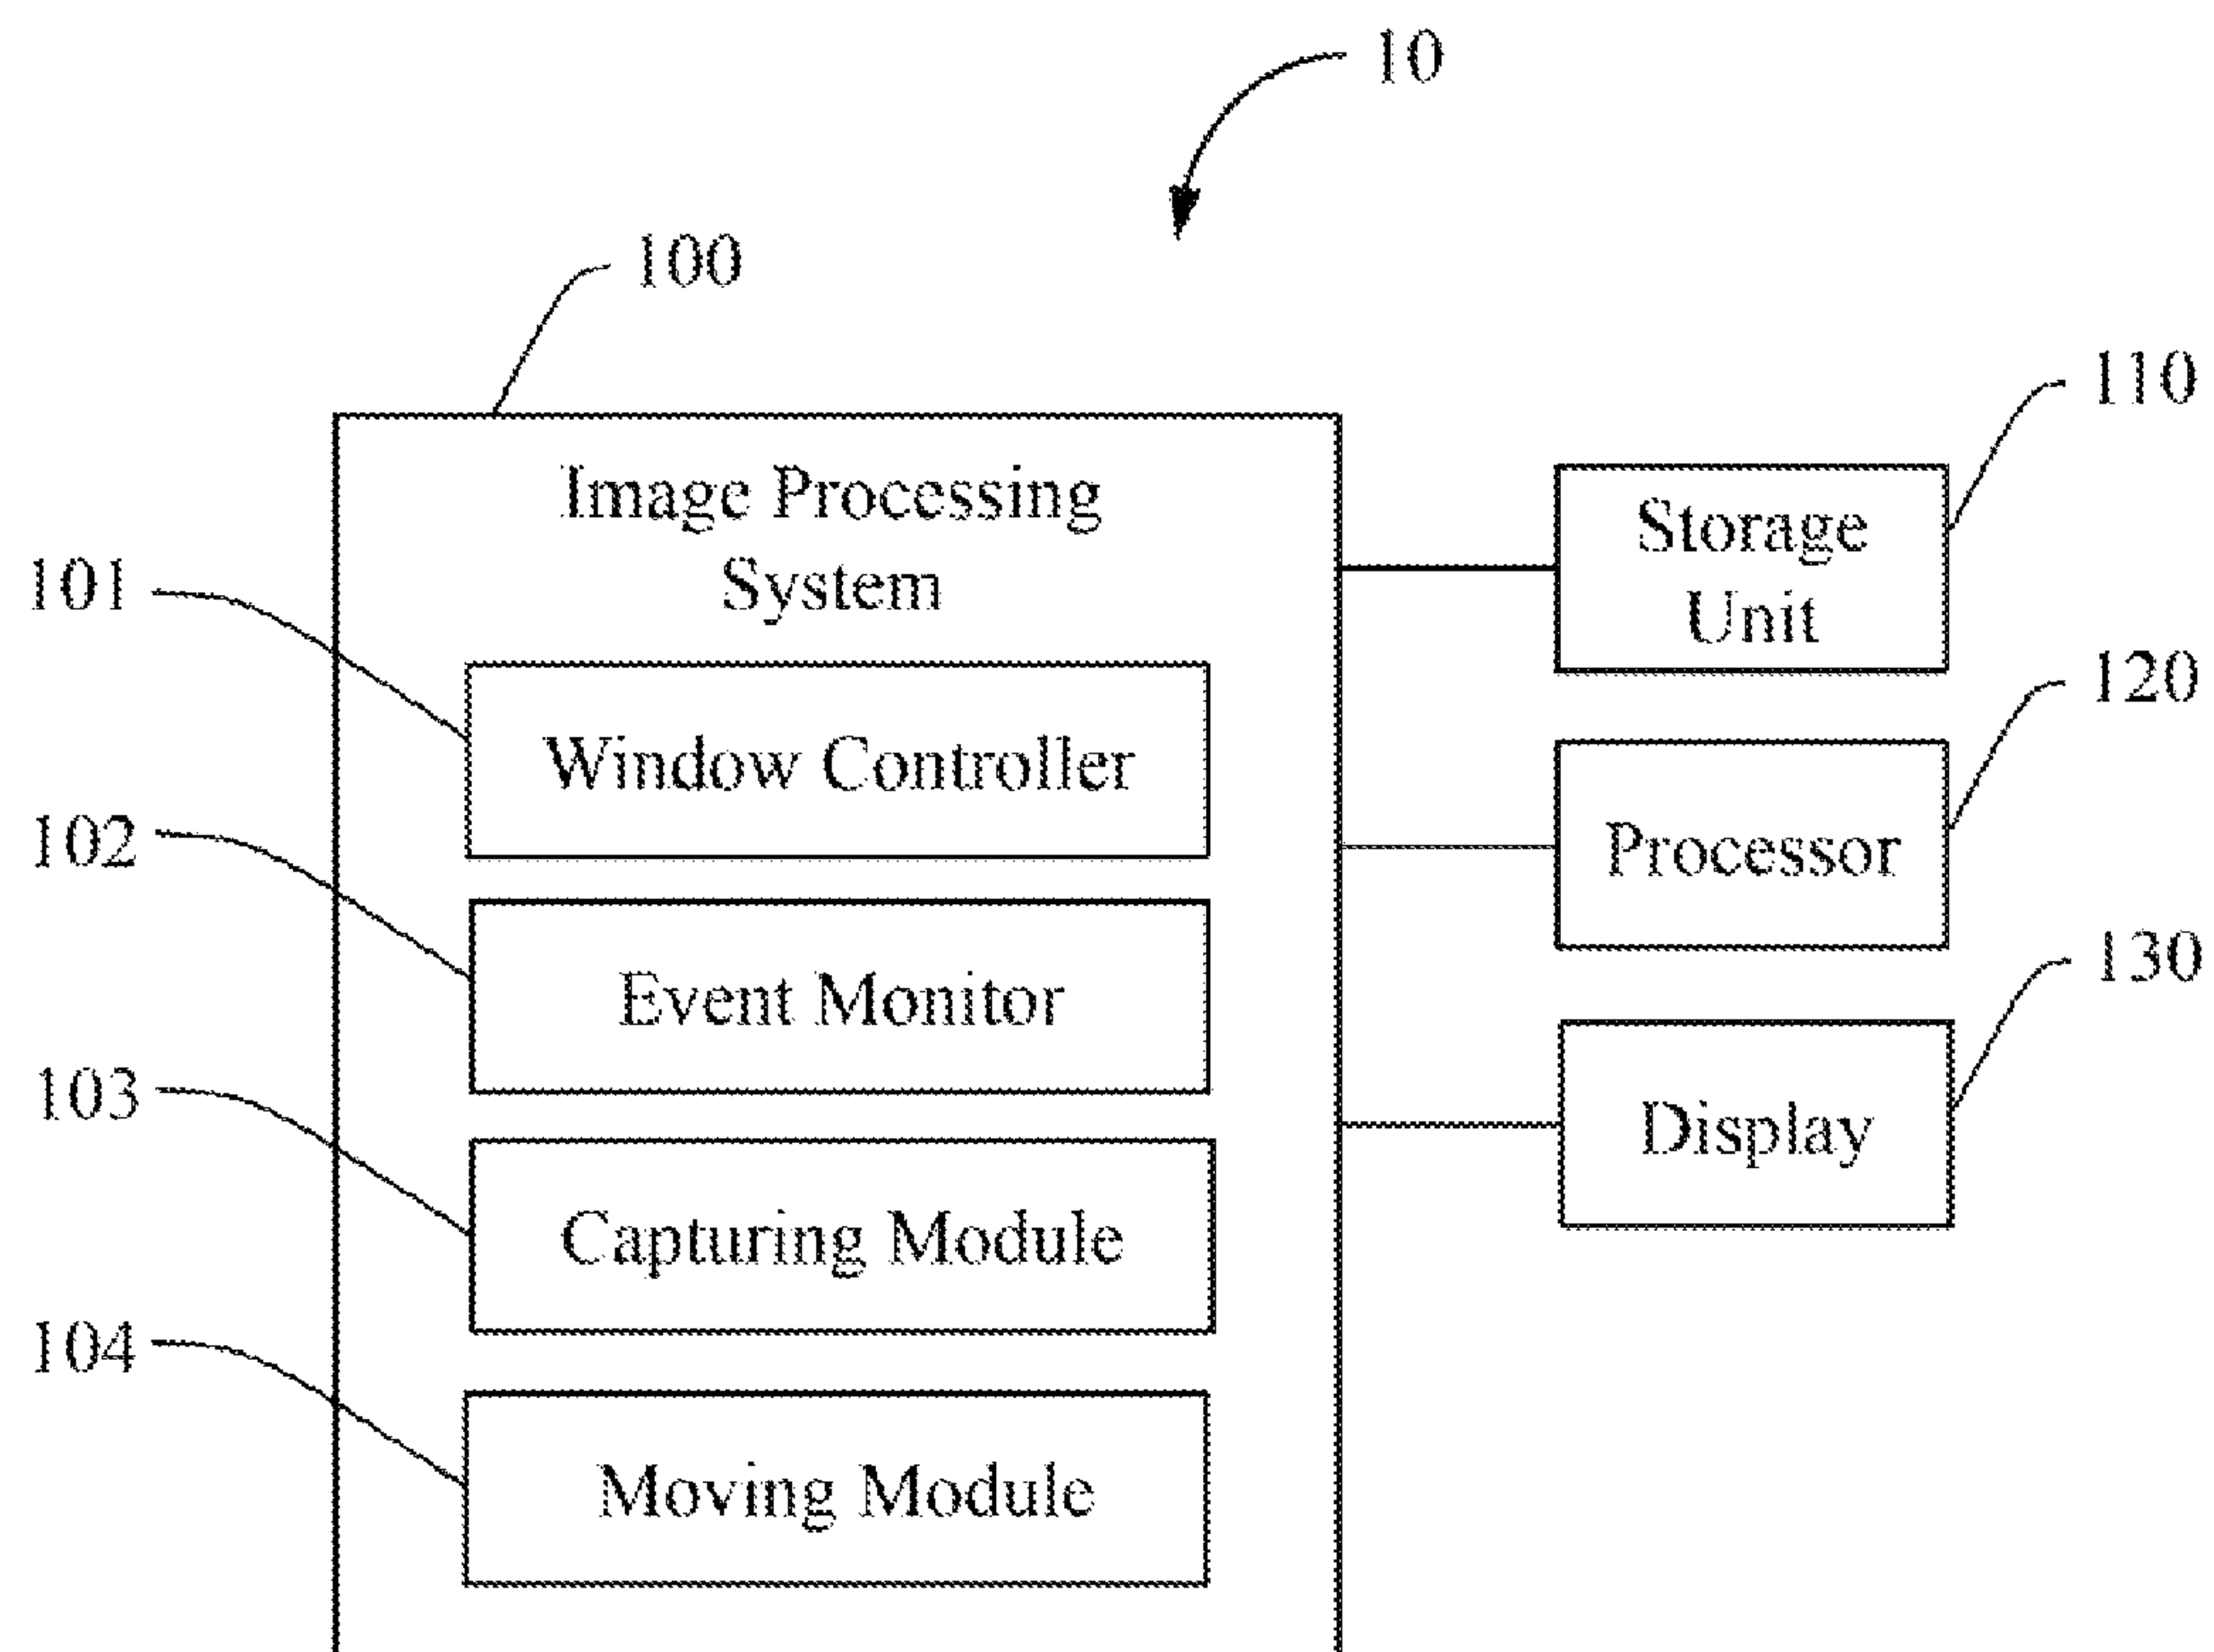 10
100
Image Processing
System
101
Window Controller
102
Event Monitor
103
Capturing Module
104
Moving Module
110
Storage
Unit
120
Processor
130
Display